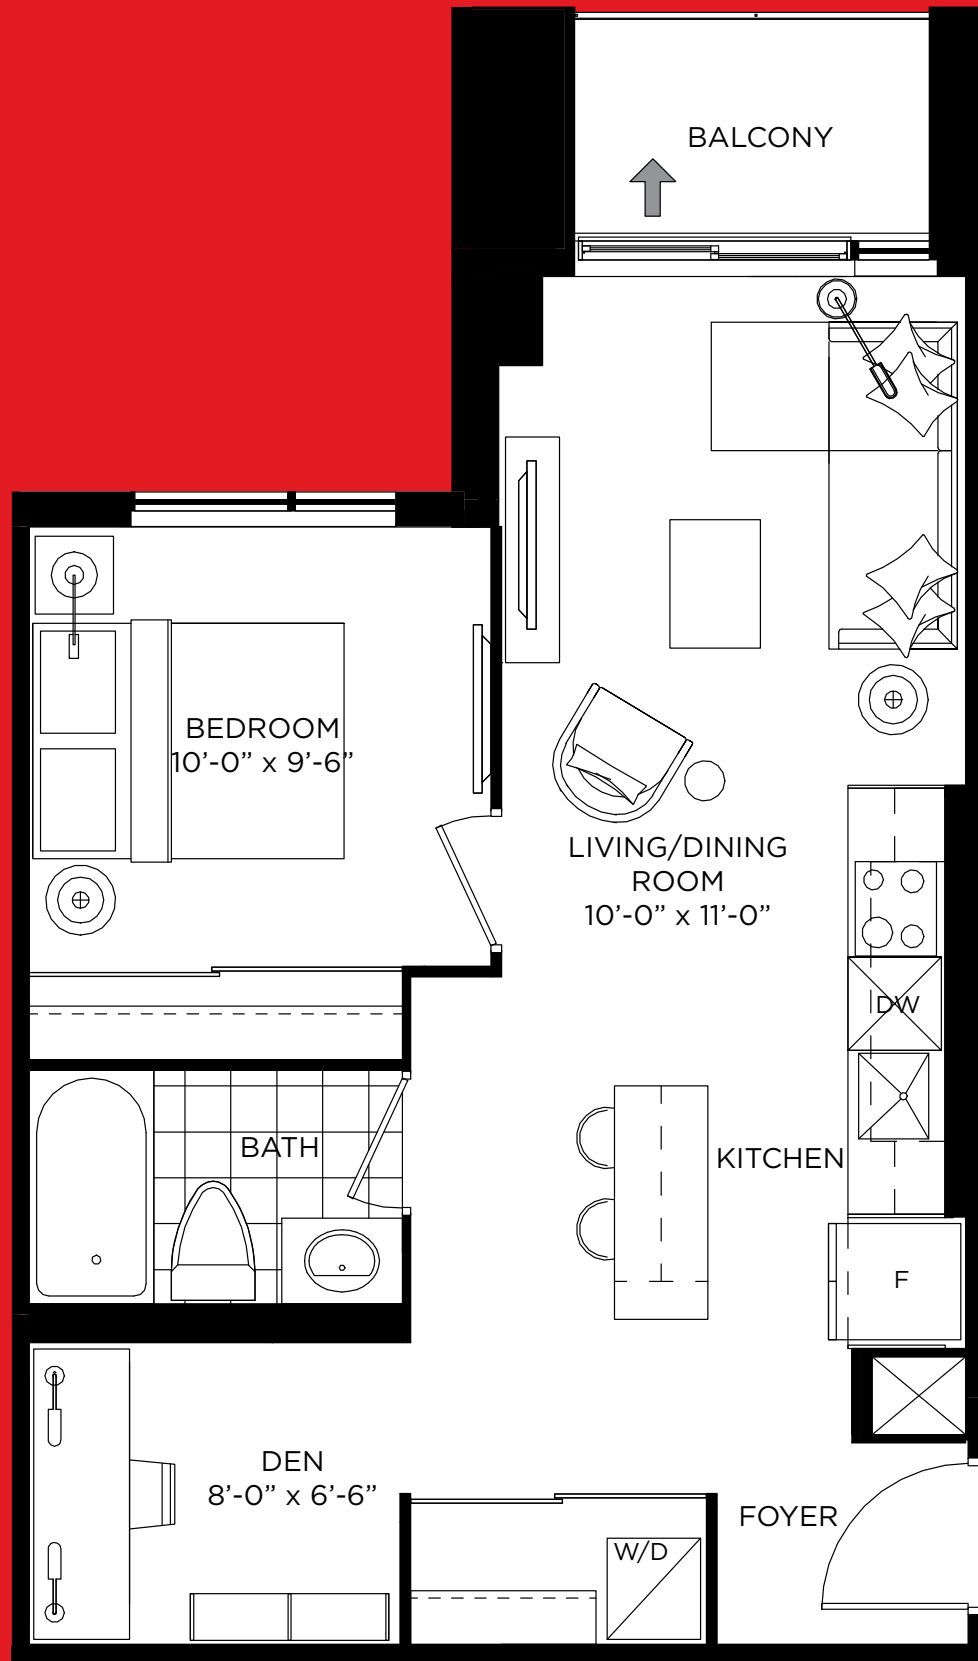 BALCONY
BEDROOM
10’-0” x 9’-6”
LIVING/DINING
ROOM
10’-0” x 11’-0”
DW
BATH
KITCHEN
F
DEN
8’-0” x 6’-6”
FOYER
W/D